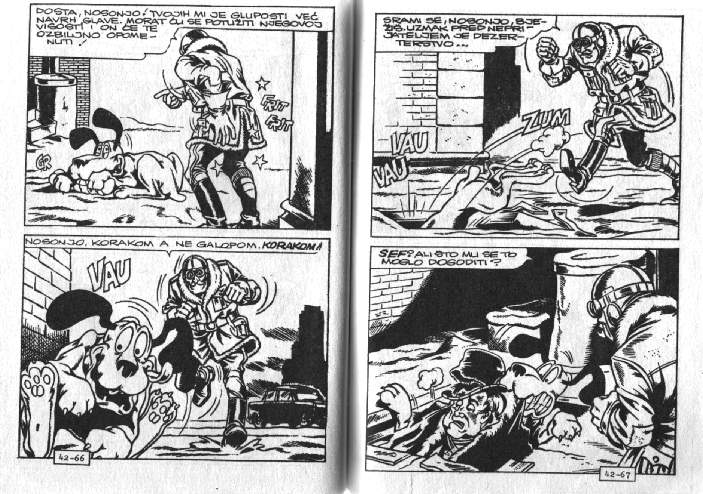 DOSTA, NOSONJO! TVOJIH MI JE GLUPOSTI VEĆ
NAVRH GLAVE. MORAT ĆU SE POTUŽITI NJEGOVOJ
VISOSTI I ON ĆE TE
OZBILJNO OPOME-
NUTI!
FRIT
FRIT
GR
NOSONJO, KORAKOM A NE GALOPOM. KORAKOM!
VAU
42-66
SRAMI SE, NOSONJO, BJE-
ŽIŠ. UZMAK PRED NEPRI-
JATELJEM JE DEZER-
TERSTVO...
ZUM
VAU
VAU
ŠEF? ALI ŠTO MU SE TO
MOGLO DOGODITI?
42-67